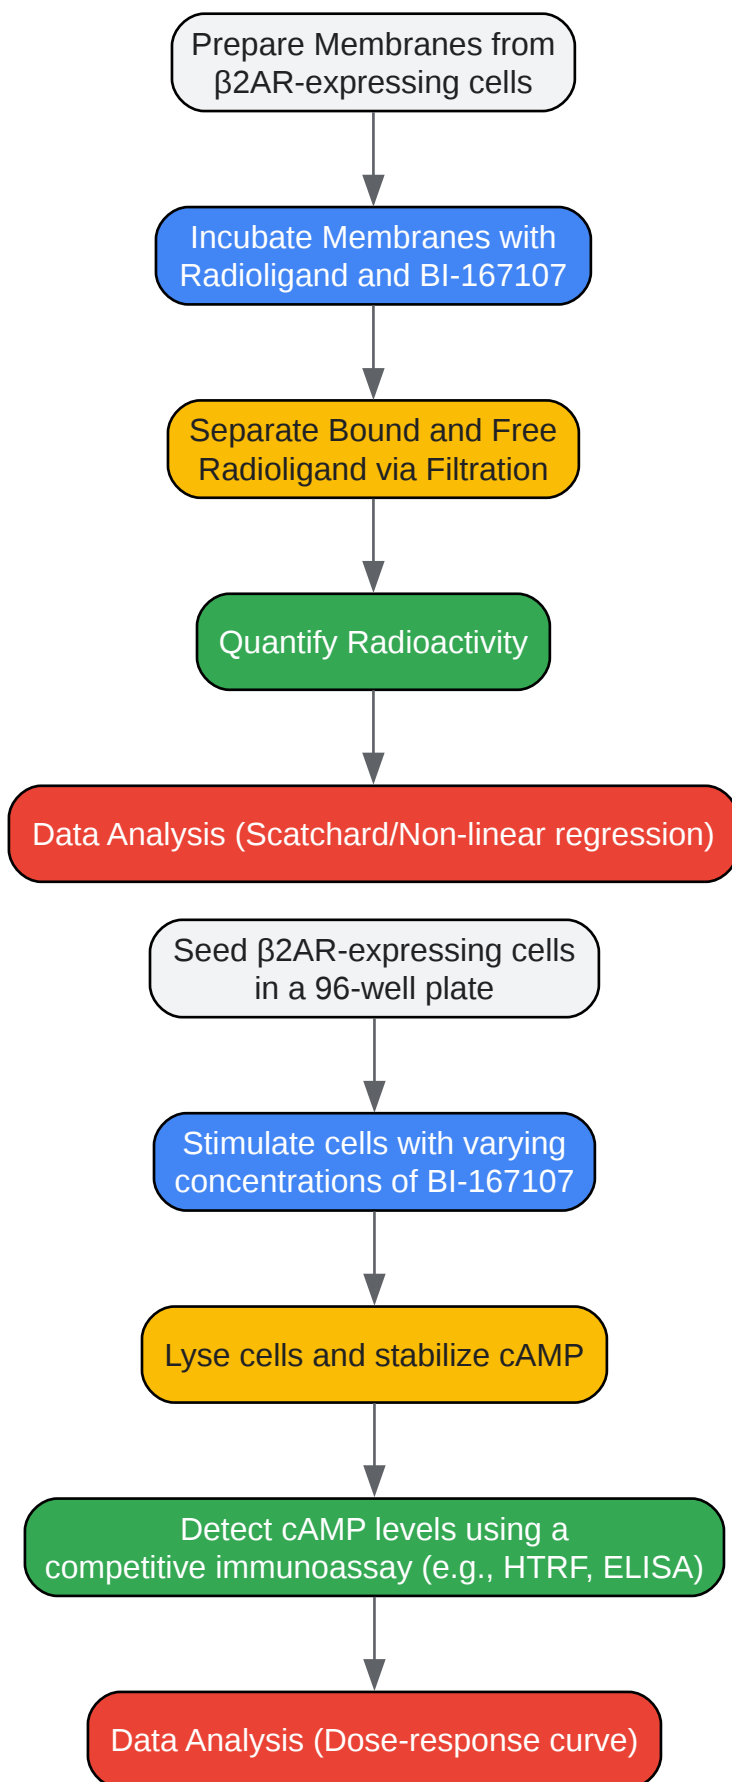 Prepare Membranes from
β2AR-expressing cells
Incubate Membranes with
Radioligand and BI-167107
Separate Bound and Free
Radioligand via Filtration
Quantify Radioactivity
Data Analysis (Scatchard/Non-linear regression)
Seed β2AR-expressing cells
in a 96-well plate
Stimulate cells with varying
concentrations of BI-167107
Lyse cells and stabilize cAMP
Detect cAMP levels using a
competitive immunoassay (e.g., HTRF, ELISA)
Data Analysis (Dose-response curve)